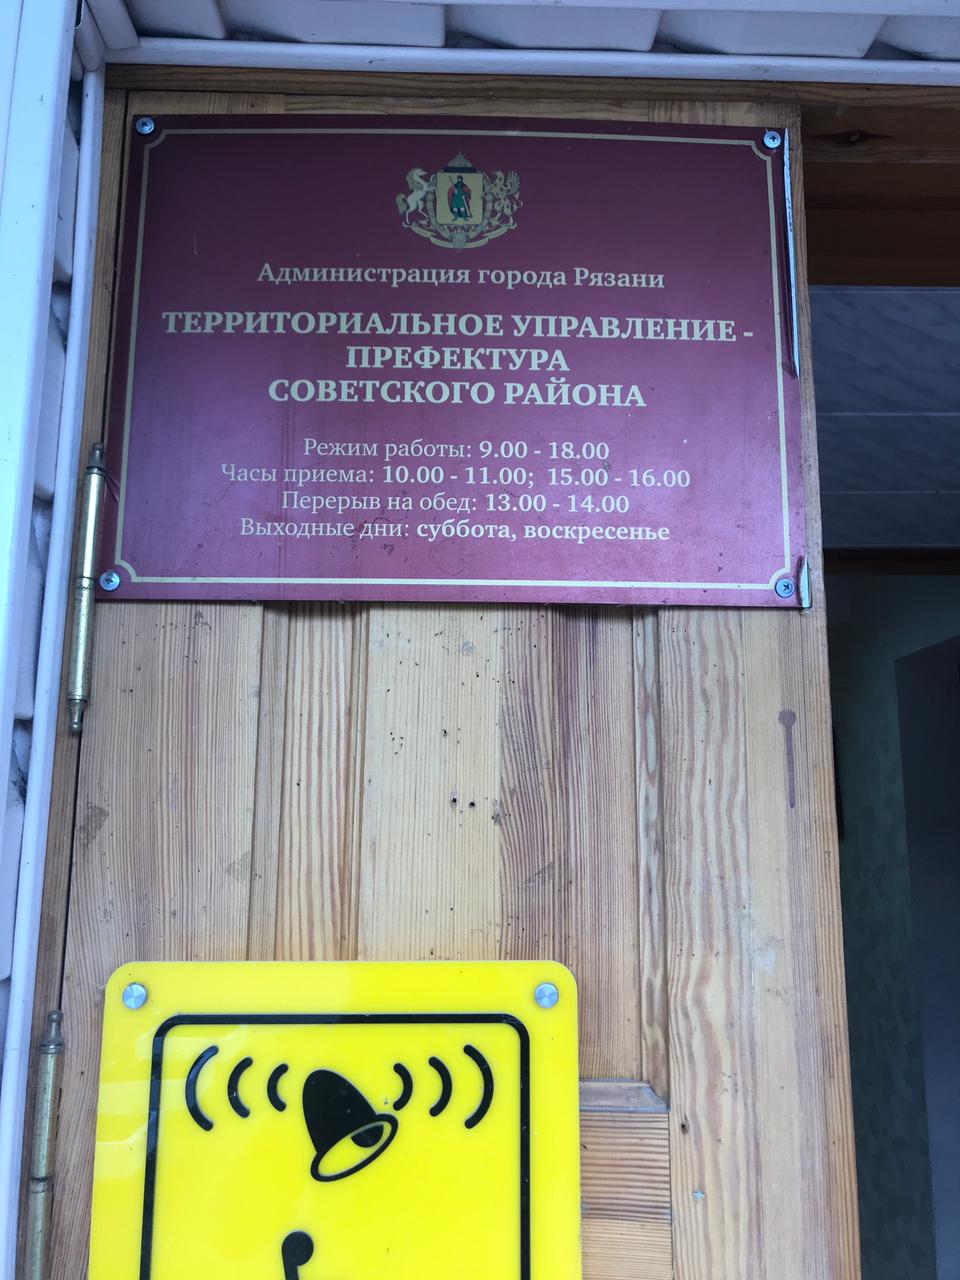 Администрация города Рязани
ТЕРРИТОРИАЛЬНОЕ УПРАВЛЕНИЕ -
ПРЕФЕКТУРА
СОВЕТСКОГО РАЙОНА
Режим работы: 9.00 - 18.00
Часы приема: 10.00 - 11.00; 15.00 - 16.00
Перерыв на обед: 13.00 - 14.00
Выходные дни: суббота, воскресенье